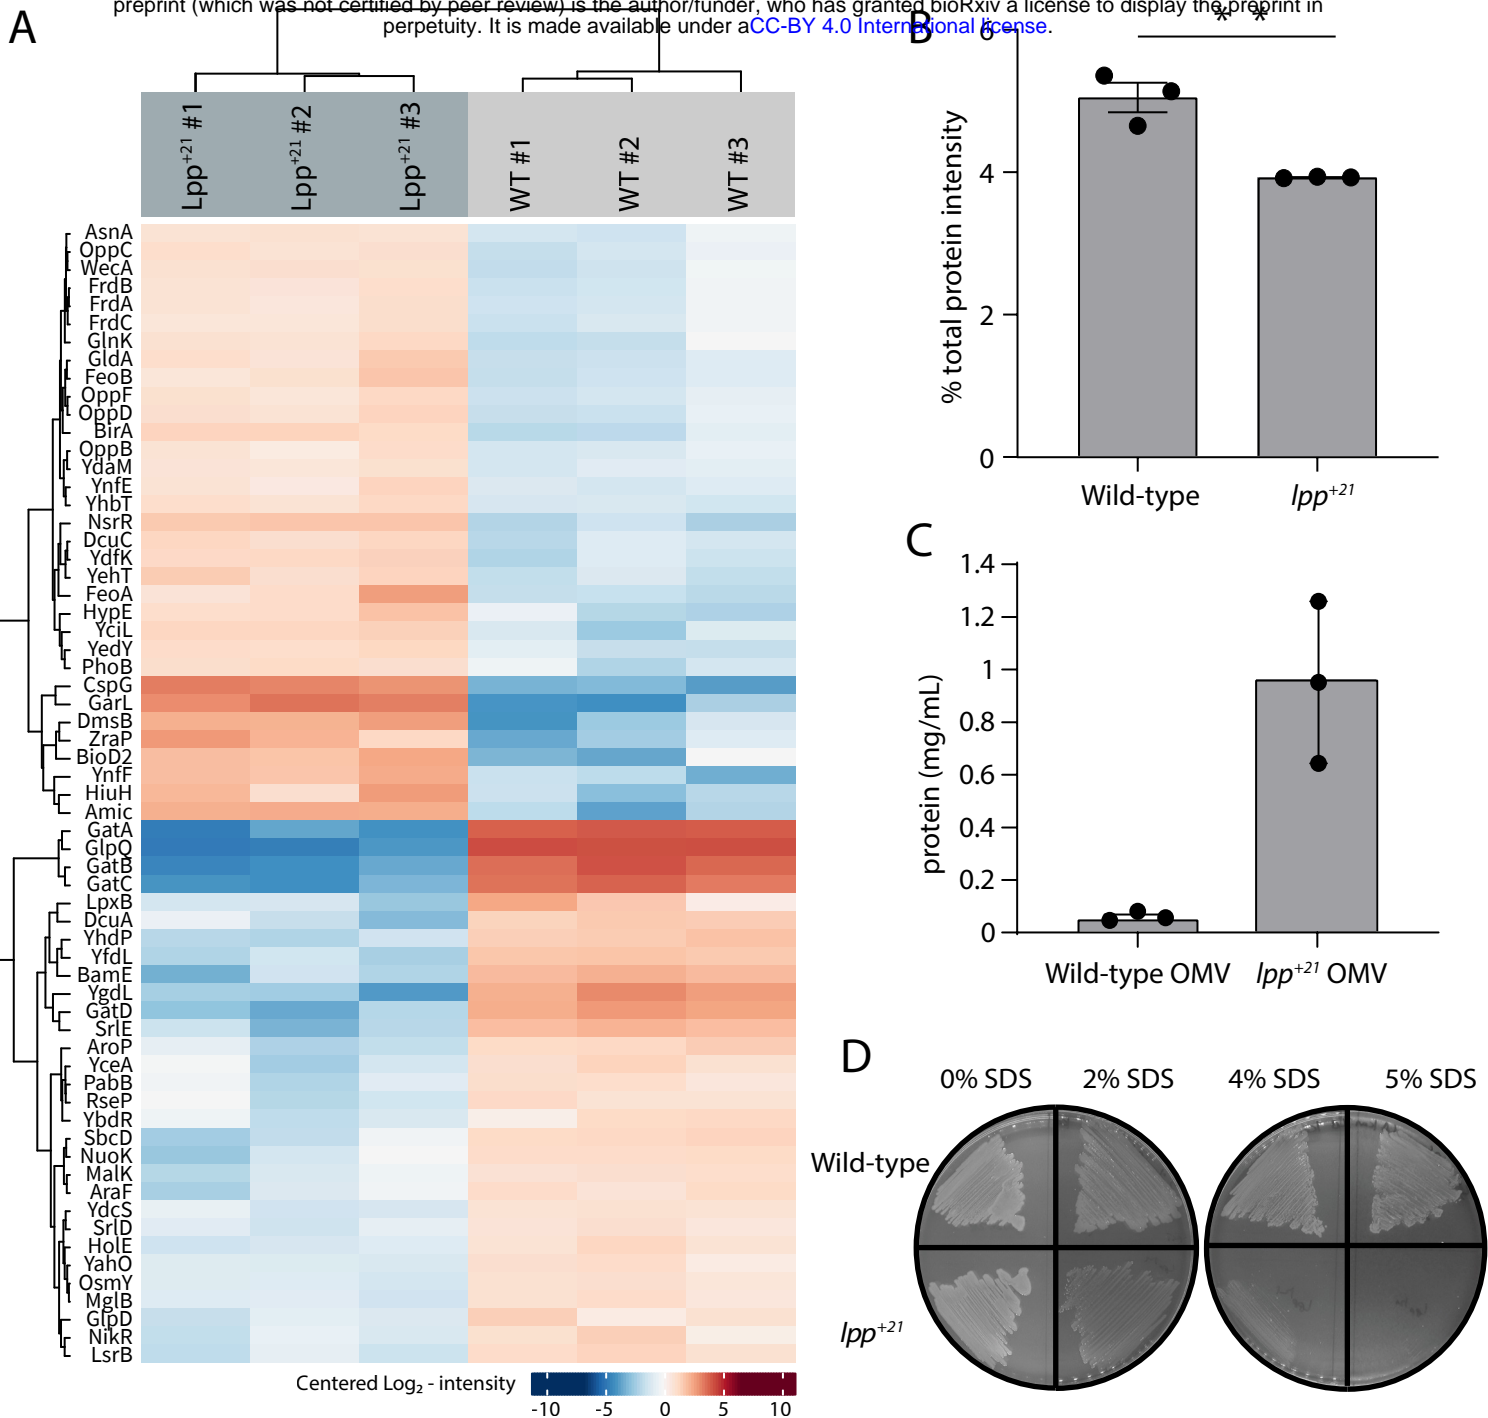 preprint (which was not certified by peer review) is the author/funder, who has granted bioRxiv a license to display the preprint in
perpetuity. It is made available under aCC-BY 4.0 International license.
A
Lpp+21 #1
Lpp+21 #2
Lpp+21 #3
WT #1
WT #2
WT #3
AsnA
OppC
WecA
FrdB
FrdA
FrdC
GlnK
GldA
FeoB
OppF
OppD
BirA
OppB
YdaM
YnfE
YhbT
NsrR
DcuC
YdfK
YehT
FeoA
HypE
YciL
YedY
PhoB
CspG
GarL
DmsB
ZraP
BioD2
YnfF
HiuH
Amic
GatA
GlpQ
GatB
GatC
LpxB
DcuA
YhdP
YfdL
BamE
YgdL
GatD
SrlE
AroP
YceA
PabB
RseP
YbdR
SbcD
NuoK
MalK
AraF
YdcS
SrlD
HolE
YahO
OsmY
MglB
GlpD
NikR
LsrB
Centered Log₂ - intensity
-10 -5 0 5 10
B
* *
% total protein intensity
6
4
2
0
Wild-type lpp+21
C
protein (mg/mL)
1.4
1.2
1
0.8
0.6
0.4
0.2
0
Wild-type OMV lpp+21 OMV
D
0% SDS 2% SDS 4% SDS 5% SDS
Wild-type
lpp+21